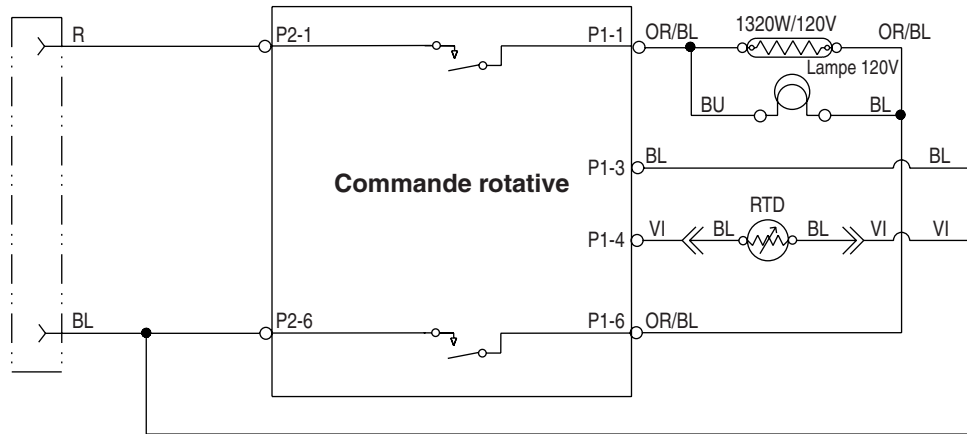 R
P2-1
P1-1
OR/BL
1320W/120V
OR/BL
Lampe 120V
BU
BL
Commande rotative
P1-3
BL
BL
RTD
P1-4
VI
BL
BL
VI
VI
BL
P2-6
P1-6
OR/BL